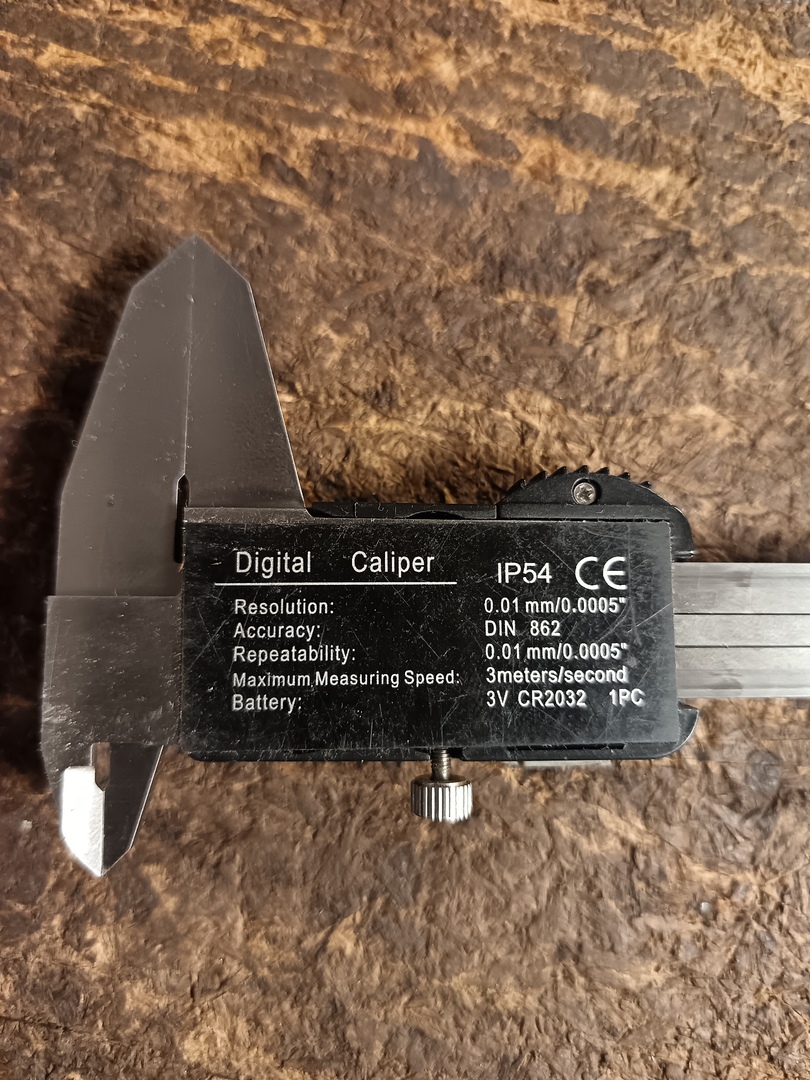 Digital Caliper IP54 CE
Resolution: 0.01 mm/0.0005"
Accuracy: DIN 862
Repeatability: 0.01 mm/0.0005"
Maximum Measuring Speed: 3meters/second
Battery: 3V CR2032 1PC